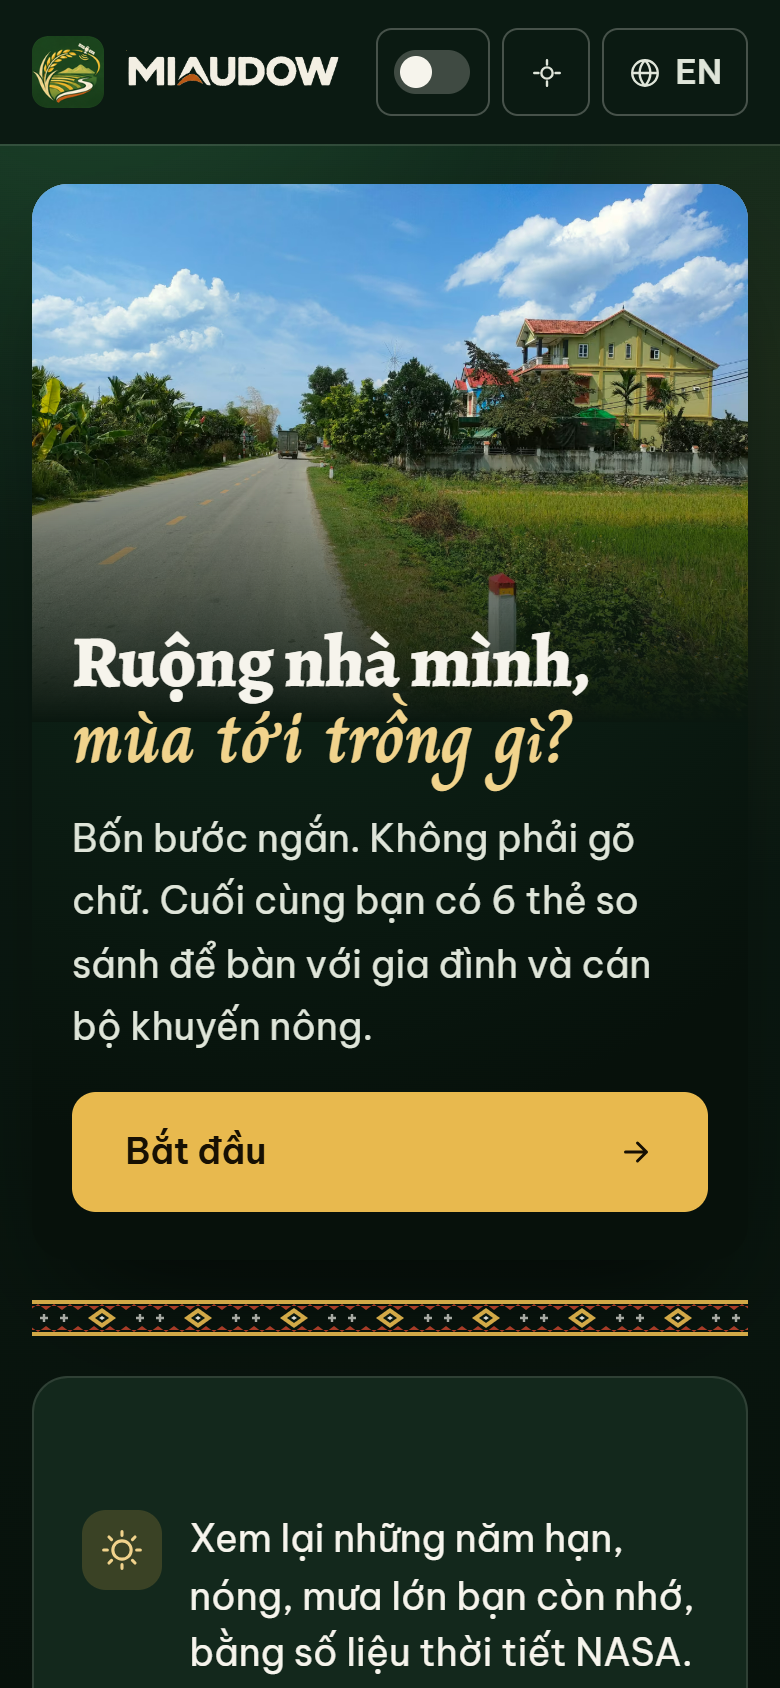 MIAUDOW
EN
Ruộng nhà mình,
mùa tới trồng gì?
Bốn bước ngắn. Không phải gõ
chữ. Cuối cùng bạn có 6 thẻ so
sánh để bàn với gia đình và cán
bộ khuyến nông.
Bắt đầu
Xem lại những năm hạn,
nóng, mưa lớn bạn còn nhớ,
bằng số liệu thời tiết NASA.